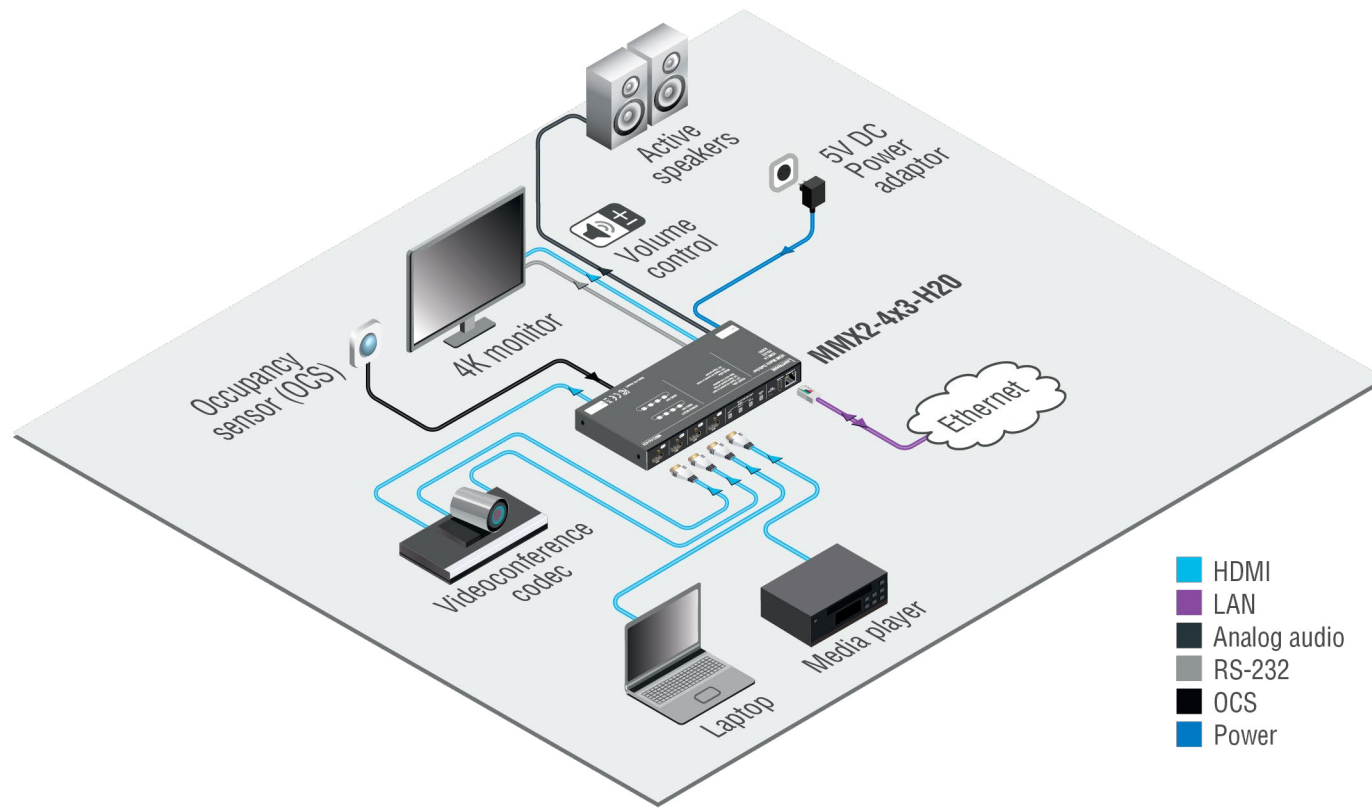 Active
speakers
5V DC
Power
adaptor
Volume
control
4K monitor
MMX2-4x3-H20
Occupancy
sensor (OCS)
Ethernet
Videoconference
codec
Media player
Laptop
HDMI
LAN
Analog audio
RS-232
OCS
Power